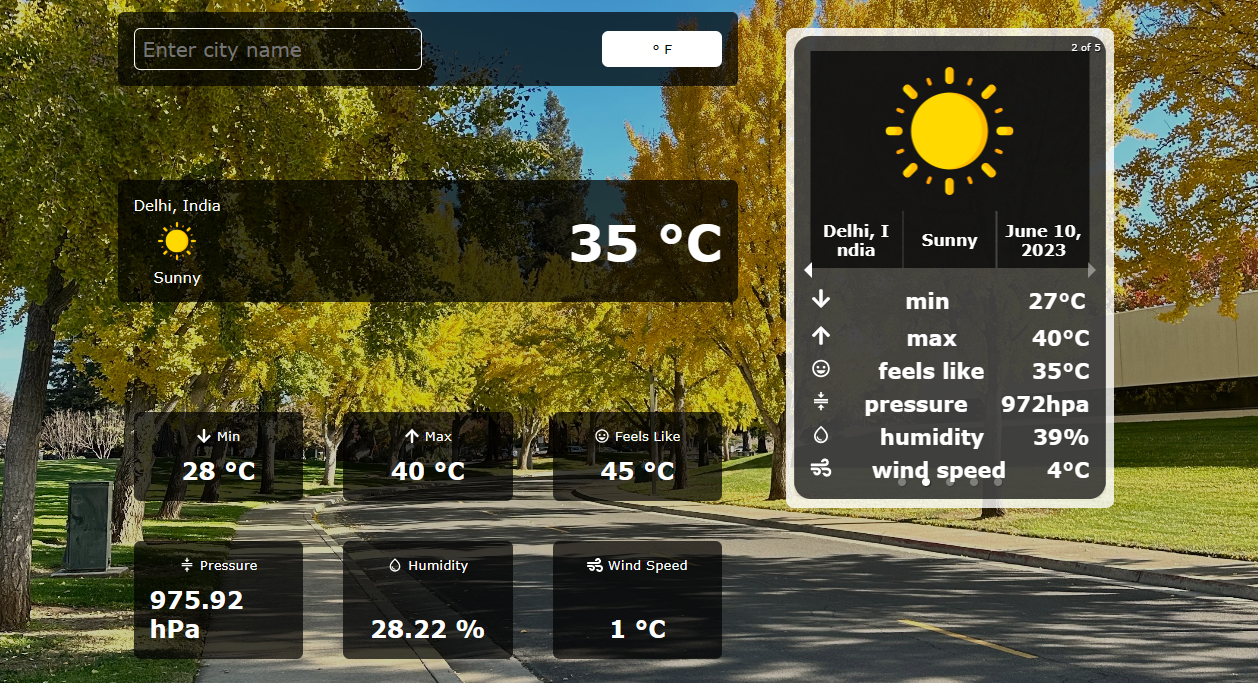 Enter city name
° F
Delhi, India
Sunny
35 °C
Min
28 °C
Max
40 °C
Feels Like
45 °C
Pressure
975.92
hPa
Humidity
28.22 %
Wind Speed
1 °C
2 of 5
Delhi, I
ndia
Sunny
June 10,
2023
min 27°C
max 40°C
feels like 35°C
pressure 972hpa
humidity 39%
wind speed 4°C